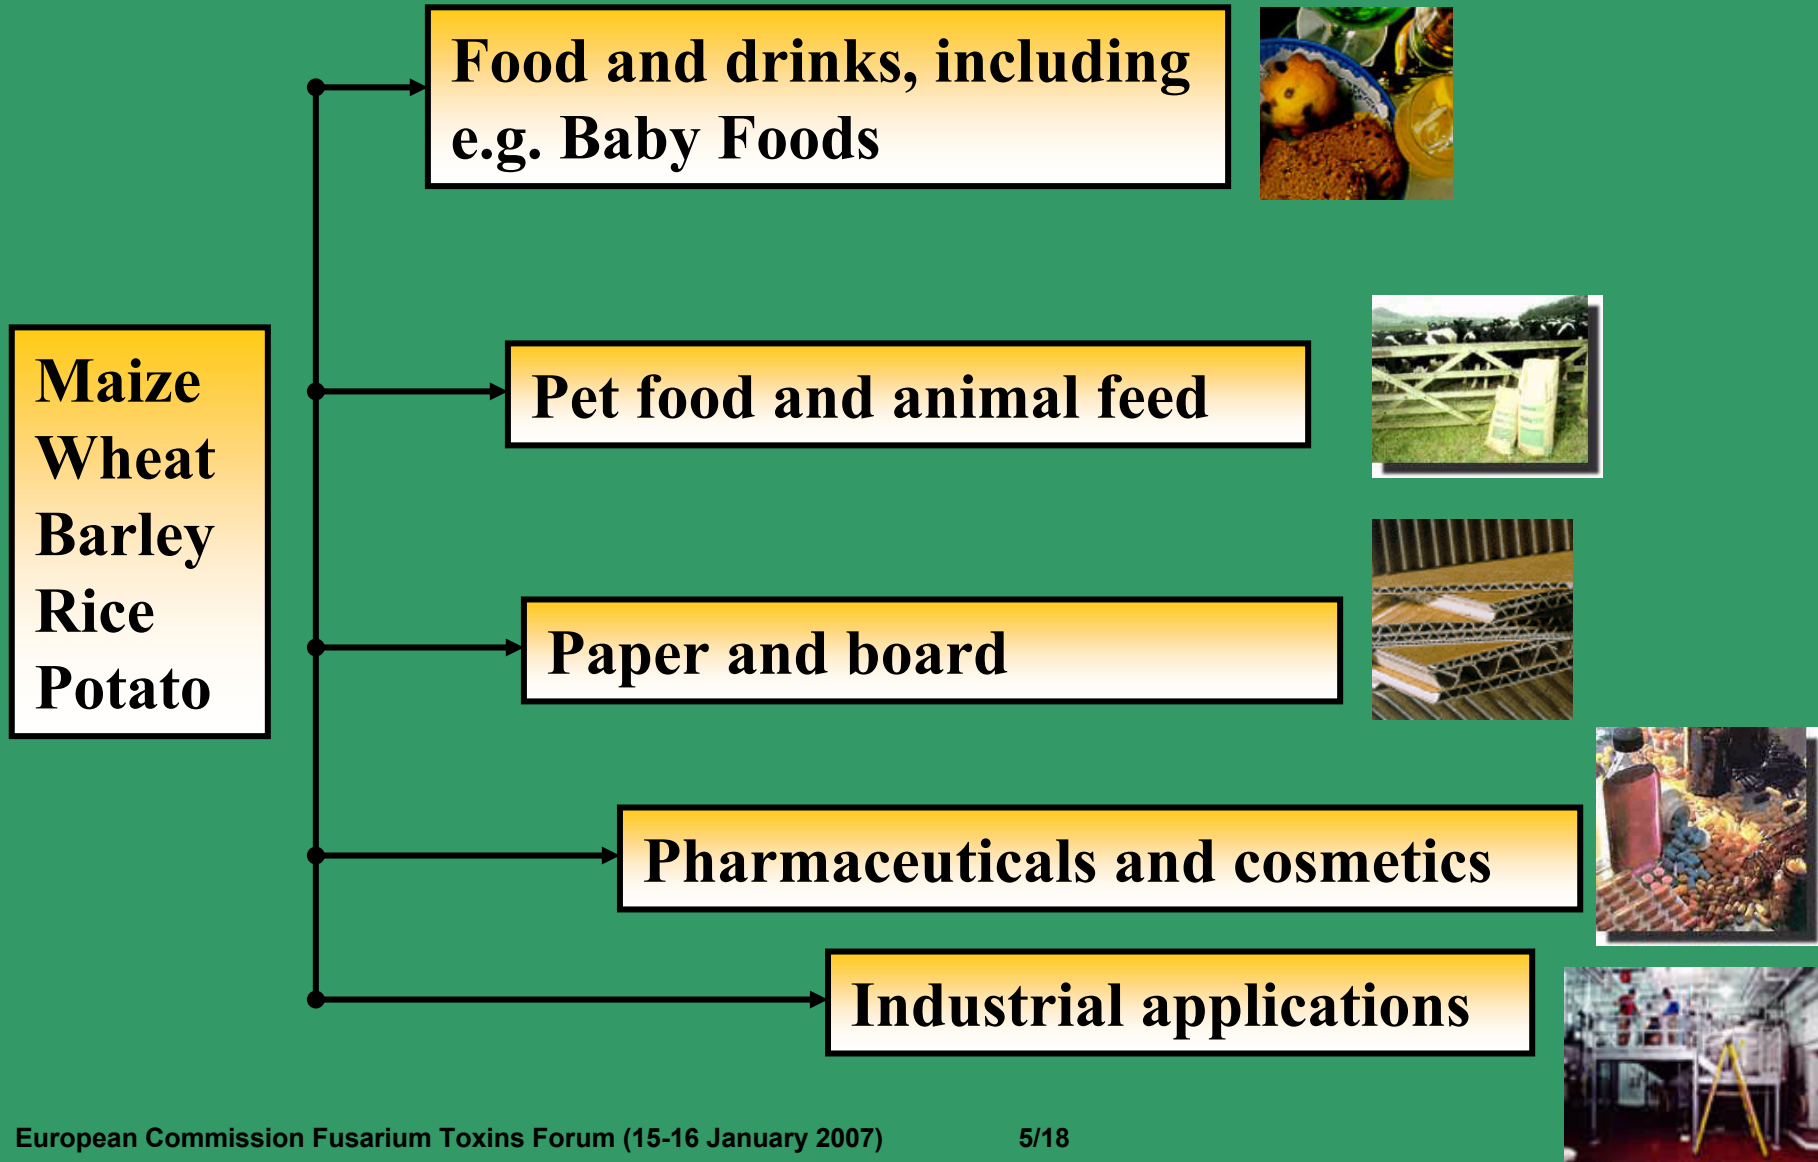 Food and drinks, including
e.g. Baby Foods
Maize
Wheat
Barley
Rice
Potato
Pet food and animal feed
Paper and board
Pharmaceuticals and cosmetics
Industrial applications
European Commission Fusarium Toxins Forum (15-16 January 2007) 5/18